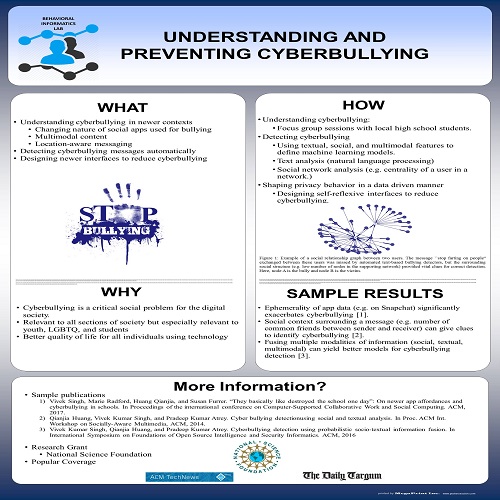 BEHAVIORAL
INFORMATICS
LAB
UNDERSTANDING AND
PREVENTING CYBERBULLYING
WHAT
• Understanding cyberbullying in newer contexts
• Changing nature of social apps used for bullying
• Multimodal content
• Location-aware messaging
• Detecting cyberbullying messages automatically
• Designing newer interfaces to reduce cyberbullying
STOP
BULLYING
WHY
• Cyberbullying is a critical social problem for the digital
society.
• Relevant to all sections of society but especially relevant to
youth, LGBTQ, and students
• Better quality of life for all individuals using technology
HOW
• Understanding cyberbullying:
• Focus group sessions with local high school students.
• Detecting cyberbullying
• Using textual, social, and multimodal features to
define machine learning models.
• Text analysis (natural language processing)
• Social network analysis (e.g. centrality of a user in a
network.)
• Shaping privacy behavior in a data driven manner
• Designing self-reflexive interfaces to reduce
cyberbullying.
Figure 1: Example of a social relationship graph between two users. The message "stop farting on people"
exchanged between these users was missed by automated text-based bullying detectors, but the surrounding
social structure (e.g. low number of nodes in the supporting network) provided vital clues for correct detection.
Here, node A is the bully and node B is the victim.
SAMPLE RESULTS
• Ephemerality of app data (e.g. on Snapchat) significantly
exacerbates cyberbullying [1].
• Social context surrounding a message (e.g. number of
common friends between sender and receiver) can give clues
to identify cyberbullying [2].
• Fusing multiple modalities of information (social, textual,
multimodal) can yield better models for cyberbullying
detection [3].
More Information?
• Sample publications
1) Vivek Singh, Marie Radford, Huang Qianjia, and Susan Furrer. "They basically like destroyed the school one day": On newer app affordances and
cyberbullying in schools. In Proceedings of the international conference on Computer-Supported Collaborative Work and Social Computing. ACM,
2017.
2) Qianjia Huang, Vivek Kumar Singh, and Pradeep Kumar Atrey. Cyber bullying detectionusing social and textual analysis. In Proc. ACM Int.
Workshop on Socially-Aware Multimedia, ACM, 2014.
3) Vivek Kumar Singh, Qianjia Huang, and Pradeep Kumar Atrey. Cyberbullying detection using probabilistic socio-textual information fusion. In
International Symposium on Foundations of Open Source Intelligence and Security Informatics. ACM, 2016
• Research Grant
• National Science Foundation
• Popular Coverage
NATIONAL SCIENCE FOUNDATION
ACM TechNews
The Daily Targum
MegaPrint Inc.